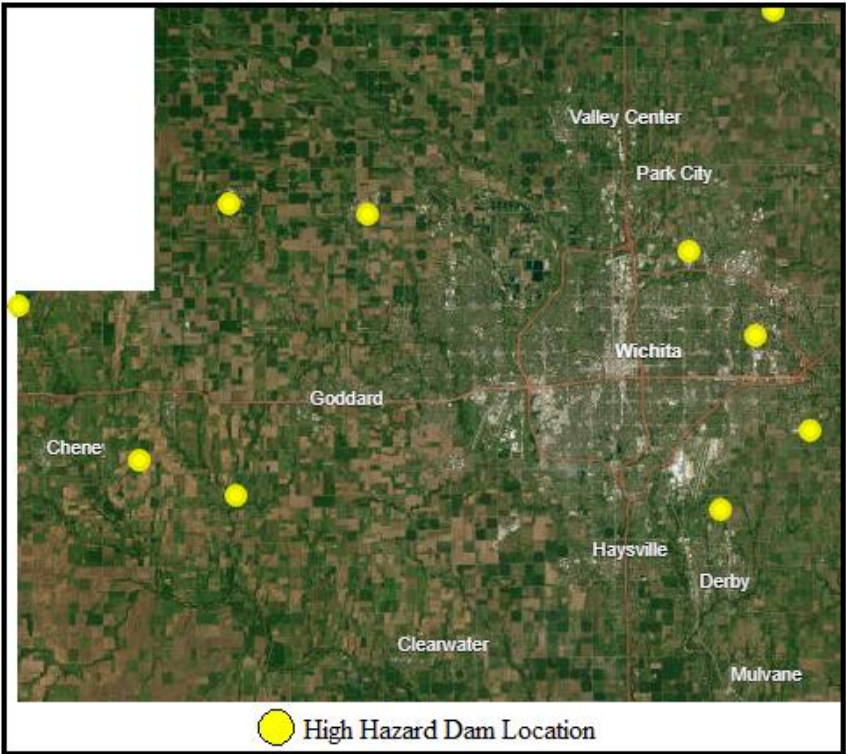 Valley Center
Park City
Wichita
Goddard
Chene
Haysville
Derby
Clearwater
Mulvane
High Hazard Dam Location